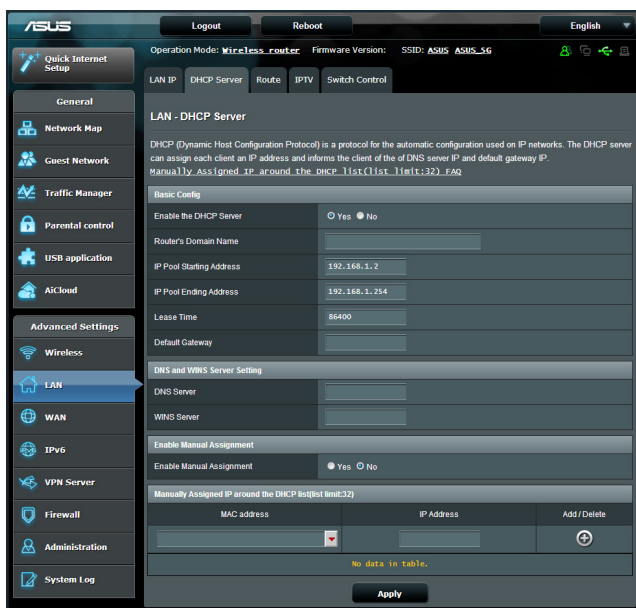 ASUS
Logout
Reboot
English
Quick Internet Setup
Operation Mode: Wireless router Firmware Version: SSID: ASUS ASUS_5G
LAN IP
DHCP Server
Route
IPTV
Switch Control
General
Network Map
Guest Network
Traffic Manager
Parental control
USB application
AiCloud
Advanced Settings
Wireless
LAN
WAN
IPv6
VPN Server
Firewall
Administration
System Log
LAN - DHCP Server
DHCP (Dynamic Host Configuration Protocol) is a protocol for the automatic configuration used on IP networks. The DHCP server
can assign each client an IP address and informs the client of the of DNS server IP and default gateway IP.
Manually Assigned IP around the DHCP list(list limit:32) FAQ
Basic Config
Enable the DHCP Server Yes No
Router's Domain Name
IP Pool Starting Address 192.168.1.2
IP Pool Ending Address 192.168.1.254
Lease Time 86400
Default Gateway
DNS and WINS Server Setting
DNS Server
WINS Server
Enable Manual Assignment
Enable Manual Assignment Yes No
Manually Assigned IP around the DHCP list(list limit:32)
MAC address IP Address Add / Delete
No data in table.
Apply